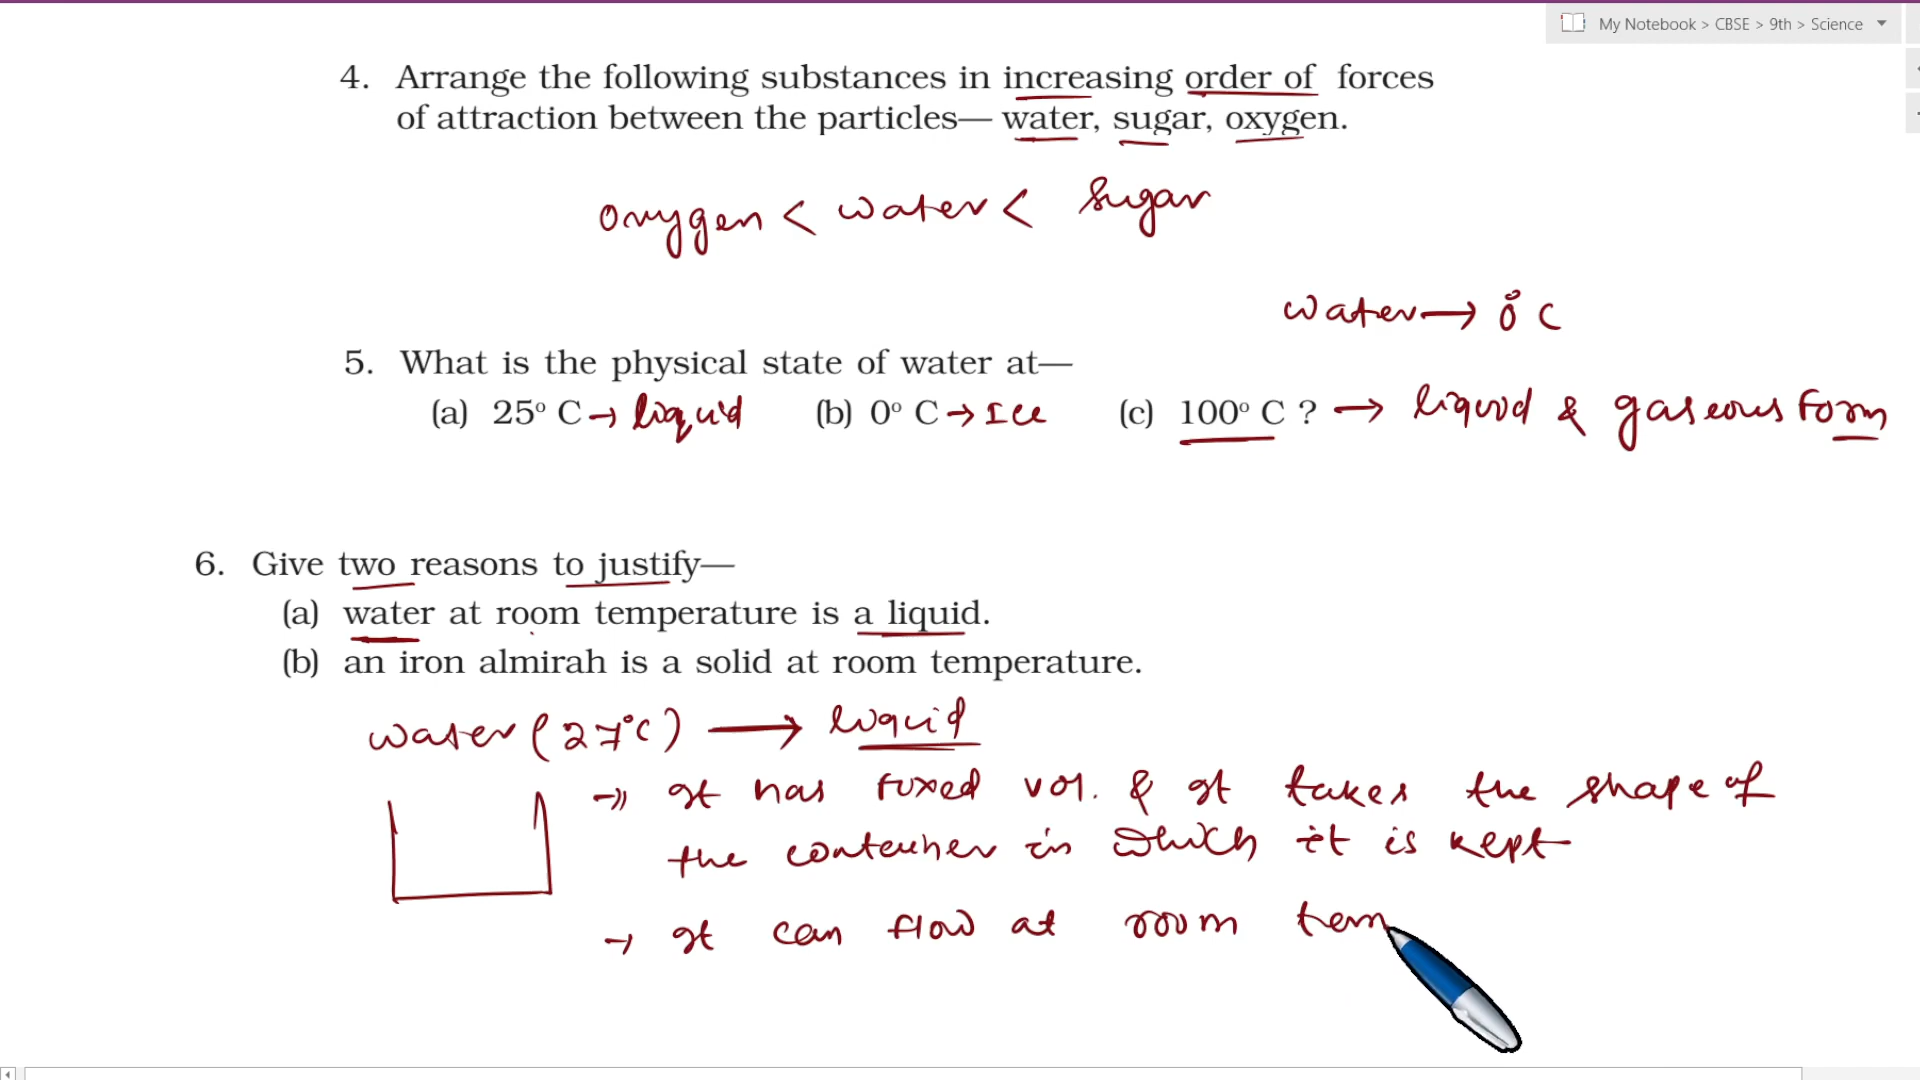 My Notebook > CBSE > 9th > Science
4. Arrange the following substances in increasing order of forces
of attraction between the particles— water, sugar, oxygen.
oxygen < water < sugar
water → 0° C
5. What is the physical state of water at—
(a) 25° C → liquid (b) 0° C → Ice (c) 100° C ? → liquid & gaseous form
6. Give two reasons to justify—
(a) water at room temperature is a liquid.
(b) an iron almirah is a solid at room temperature.
water (27°C) → liquid
→ It has fixed vol. & It takes the shape of
the container in which it is kept
→ It can flow at room tem